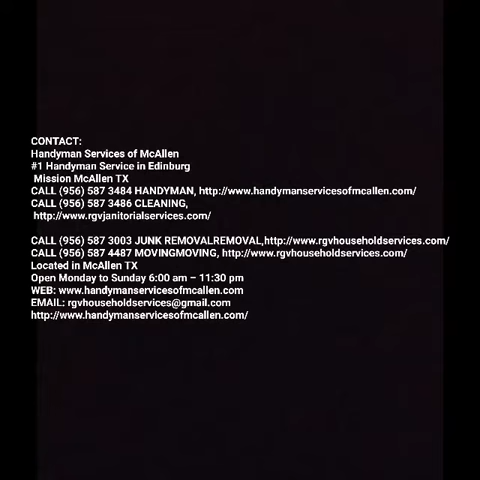 CONTACT:
Handyman Services of McAllen
#1 Handyman Service in Edinburg
Mission McAllen TX
CALL (956) 587 3484 HANDYMAN, http://www.handymanservicesofmcallen.com/
CALL (956) 587 3486 CLEANING,
http://www.rgvjanitorialservices.com/
CALL (956) 587 3003 JUNK REMOVALREMOVAL,http://www.rgvhouseholdservices.com/
CALL (956) 587 4487 MOVINGMOVING, http://www.rgvhouseholdservices.com/
Located in McAllen TX
Open Monday to Sunday 6:00 am – 11:30 pm
WEB: www.handymanservicesofmcallen.com
EMAIL: rgvhouseholdservices@gmail.com
http://www.handymanservicesofmcallen.com/